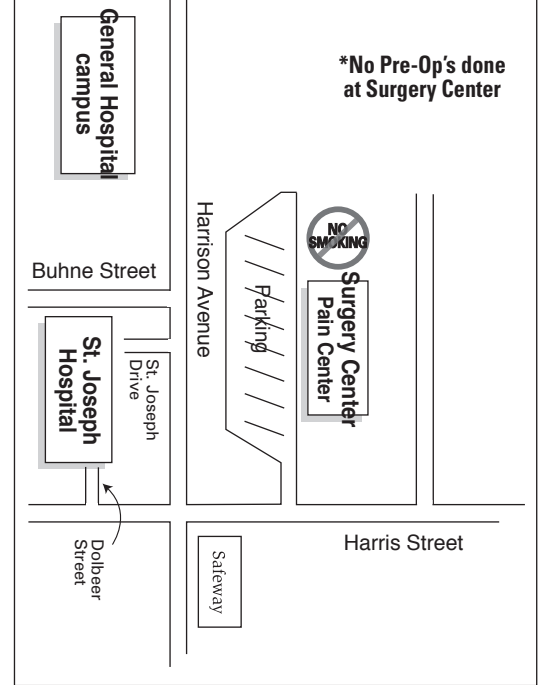 General Hospital
campus
*No Pre-Op's done
at Surgery Center
NO
SMOKING
Harrison Avenue
Parking
Surgery Center
Pain Center
Buhne Street
St. Joseph
Hospital
St. Joseph
Drive
Harris Street
Dolbeer
Street
Safeway